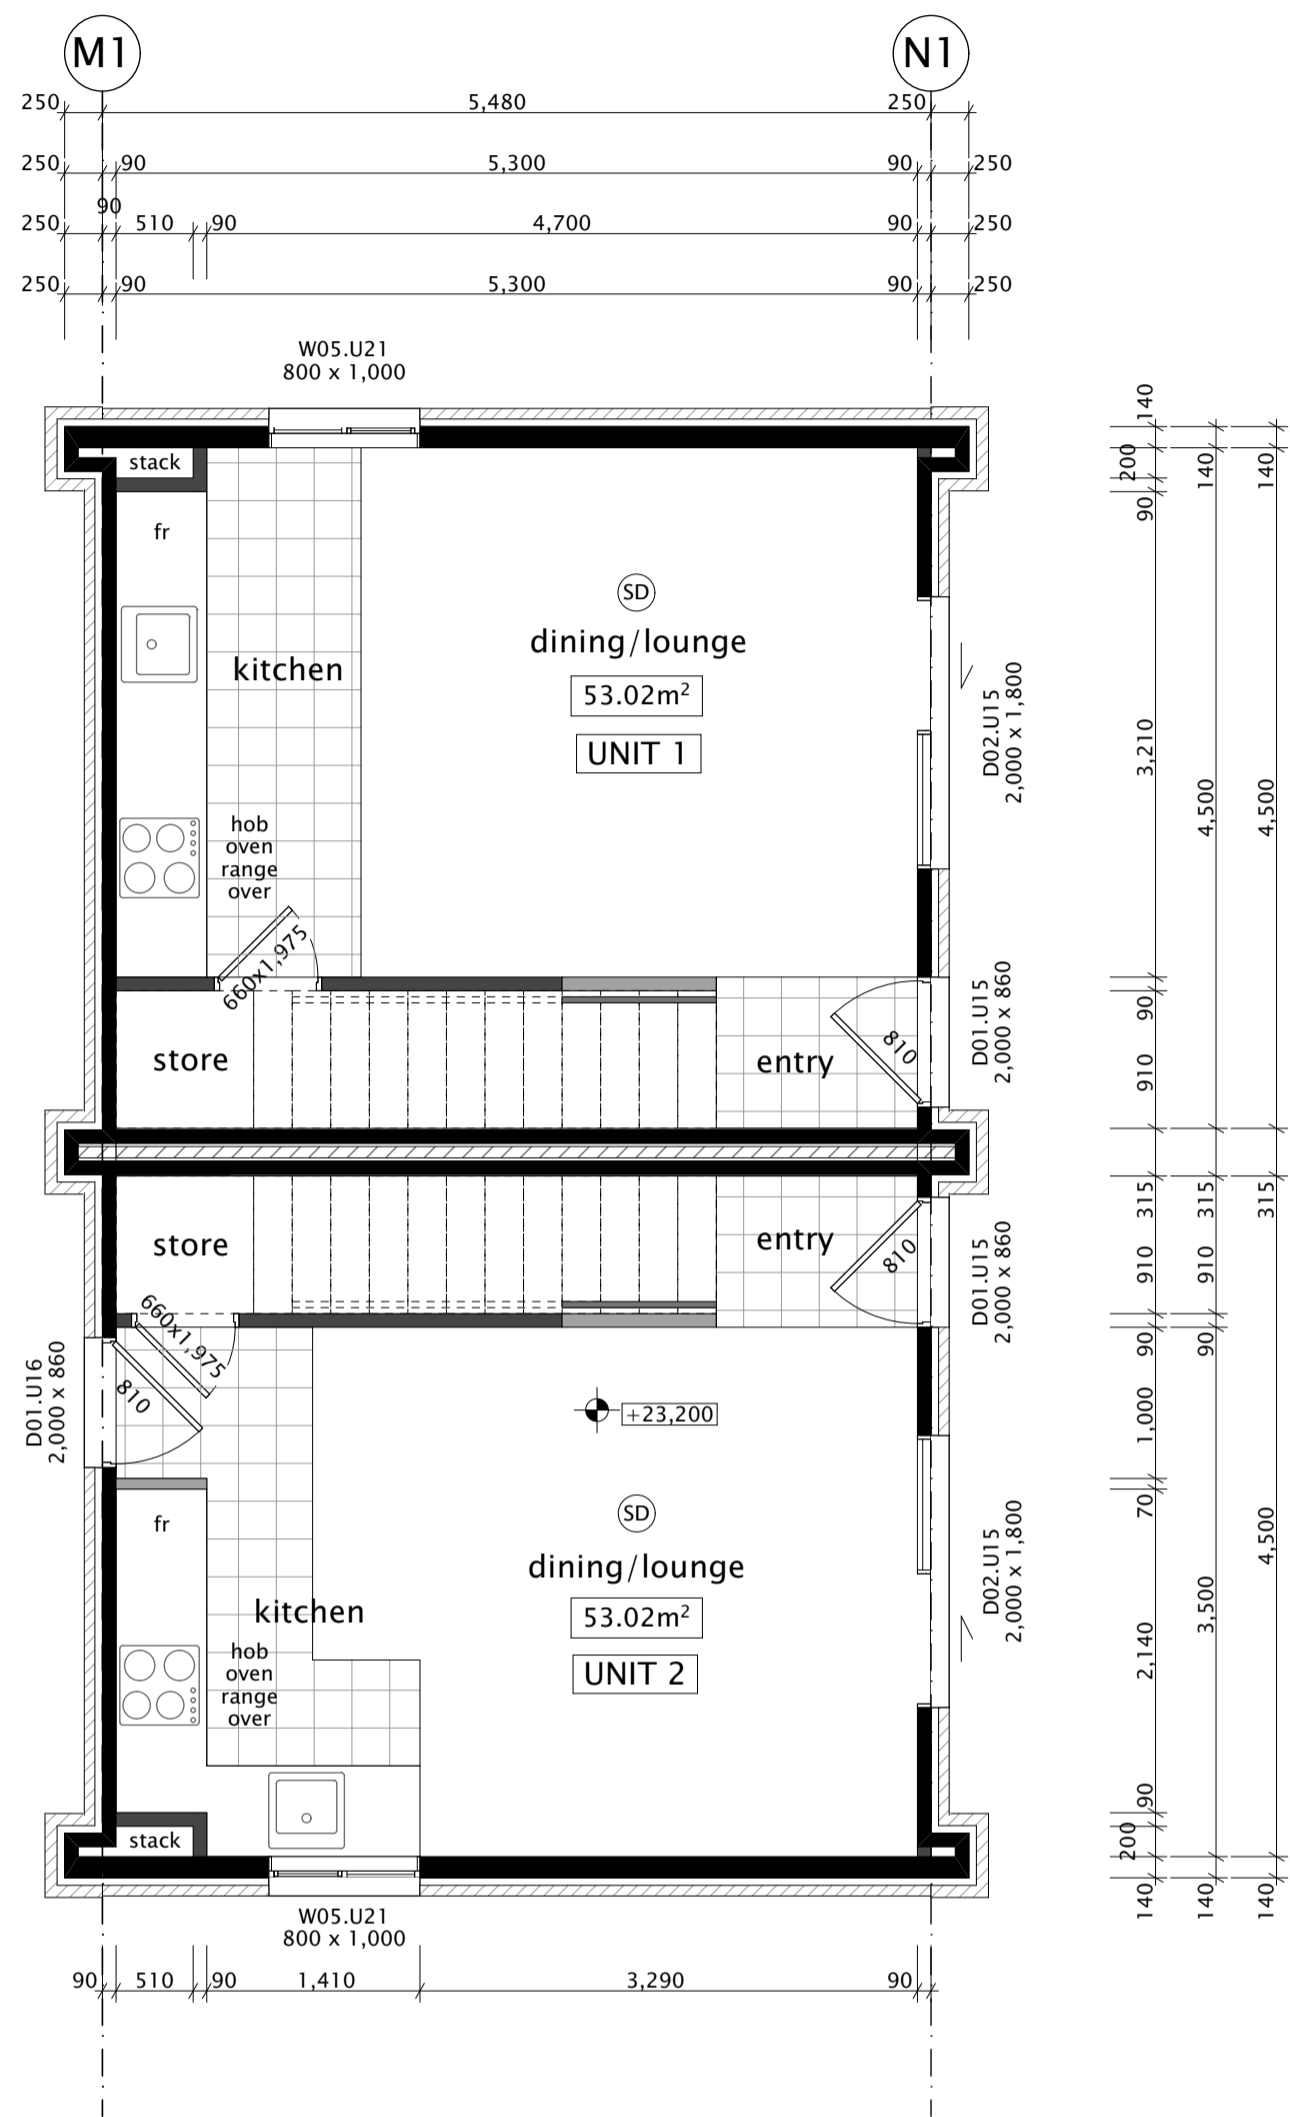 M1 N1
250 5,480 250
250 90 5,300 90 250
90
250 510 90 4,700 90 250
250 90 5,300 90 250
W05.U21
800 x 1,000
stack
fr
SD
dining/lounge
kitchen
53.02m²
UNIT 1
hob
oven
range
over
660x1,975
D02.U15
2,000 x 1,800
store
entry
810
D01.U15
2,000 x 860
store
entry
810
D01.U15
2,000 x 860
660x1,975
810
D01.U16
2,000 x 860
+23,200
fr
SD
dining/lounge
kitchen
53.02m²
UNIT 2
hob
oven
range
over
D02.U15
2,000 x 1,800
stack
W05.U21
800 x 1,000
90 510 90 1,410 3,290 90
140
200
90
3,210
90
910
315
910
90
1,000
70
2,140
90
200
140
140
4,500
315
910
90
3,500
140
140
4,500
315
4,500
140